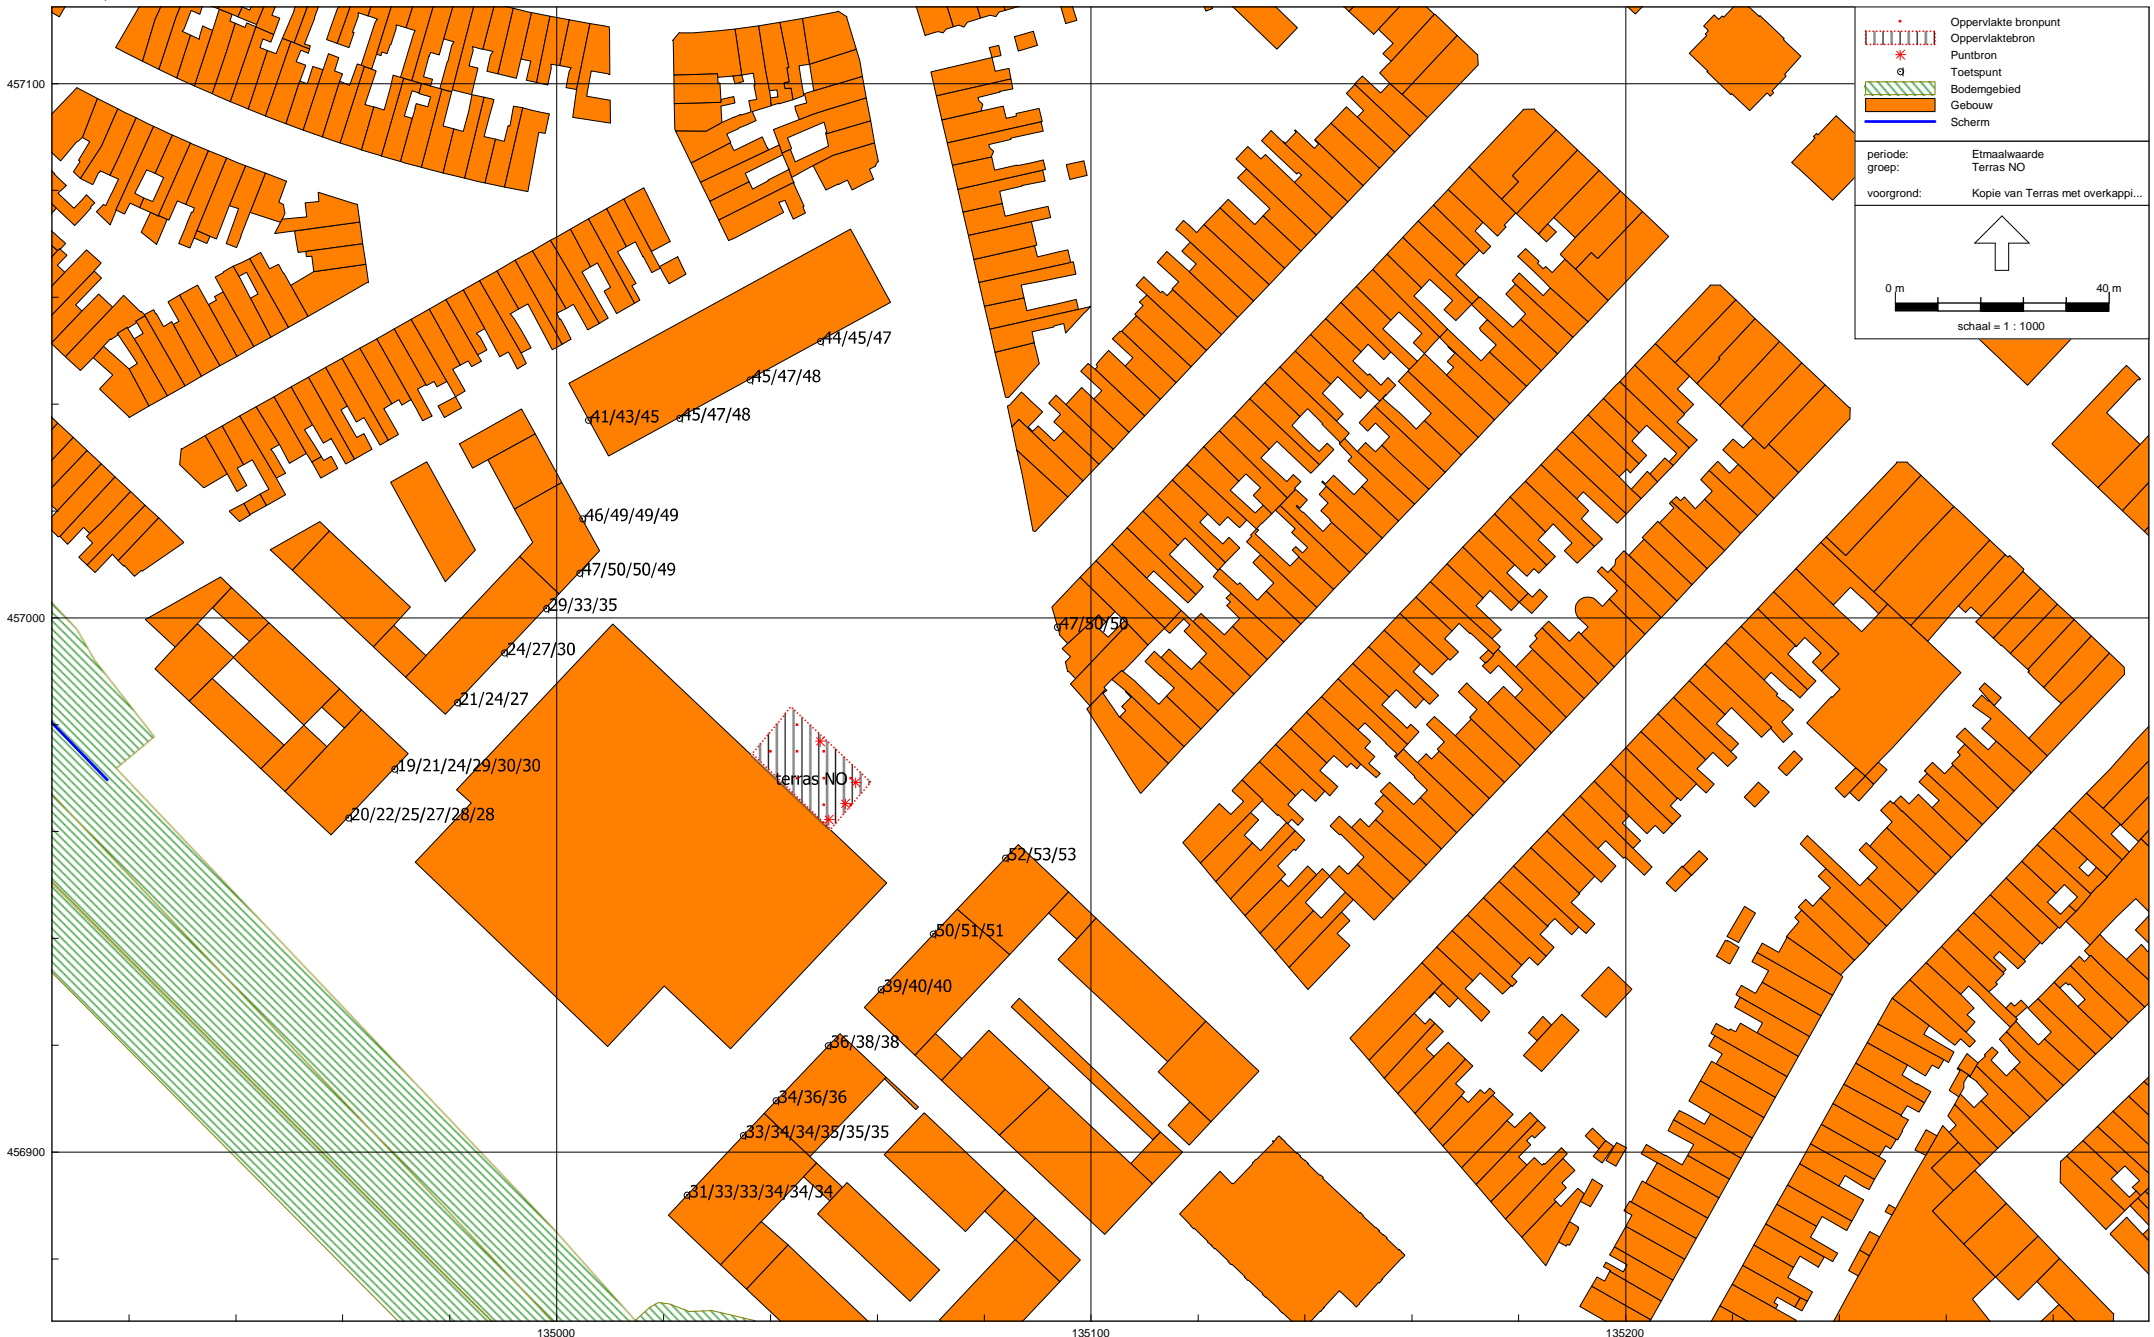 Oppervlakte bronpunt
Oppervlaktebron
Puntbron
Toetspunt
Bodemgebied
Gebouw
Scherm
periode: Etmaalwaarde
groep: Terras NO
voorgrond: Kopie van Terras met overkappi...
0 m 40 m
schaal = 1 : 1000
457100
44/45/47
45/47/48
41/43/45
45/47/48
46/49/49/49
47/50/50/49
29/33/35
457000
47/50/50
24/27/30
21/24/27
19/21/24/29/30/30
terras NO
20/22/25/27/28/28
52/53/53
50/51/51
39/40/40
36/38/38
34/36/36
33/34/34/35/35/35
456900
31/33/33/34/34/34
135000
135100
135200